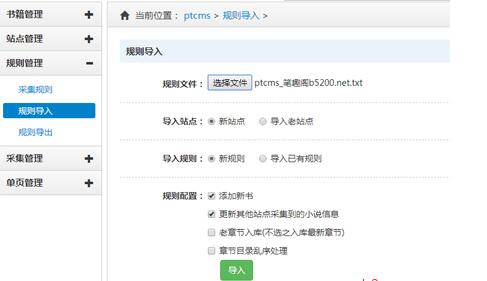 书籍管理
站点管理
规则管理
采集规则
规则导入
规则导出
采集管理
单页管理
当前位置： ptcms > 规则导入 >
规则导入
规则文件： 选择文件 ptcms_笔趣阁b5200.net.txt
导入站点： 新站点 导入老站点
导入规则： 新规则 导入已有规则
规则配置： 添加新书
更新其他站点采集到的小说信息
老章节入库(不选之入库最新章节)
章节目录乱序处理
导入